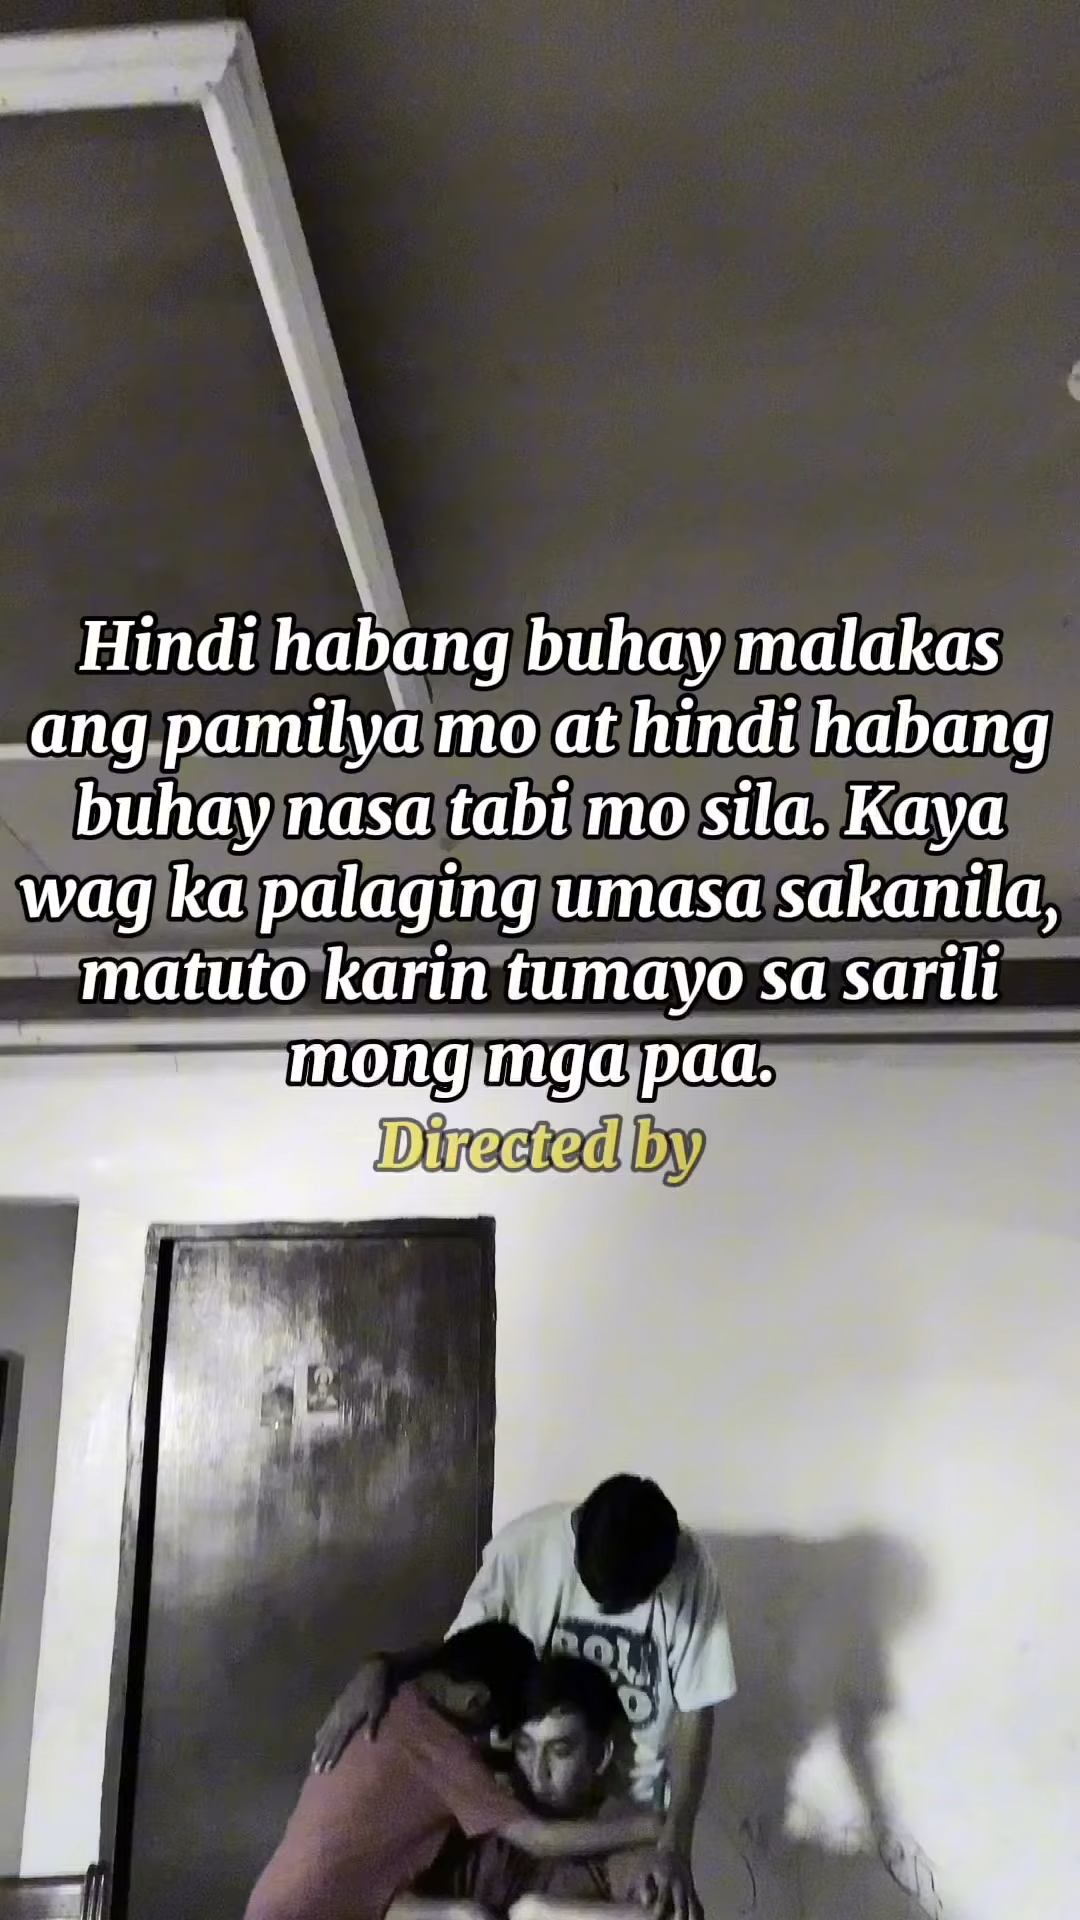 Hindi habang buhay malakas
ang pamilya mo at hindi habang
buhay nasa tabi mo sila. Kaya
wag ka palaging umasa sakanila,
matuto karin tumayo sa sarili
mong mga paa.
Directed by